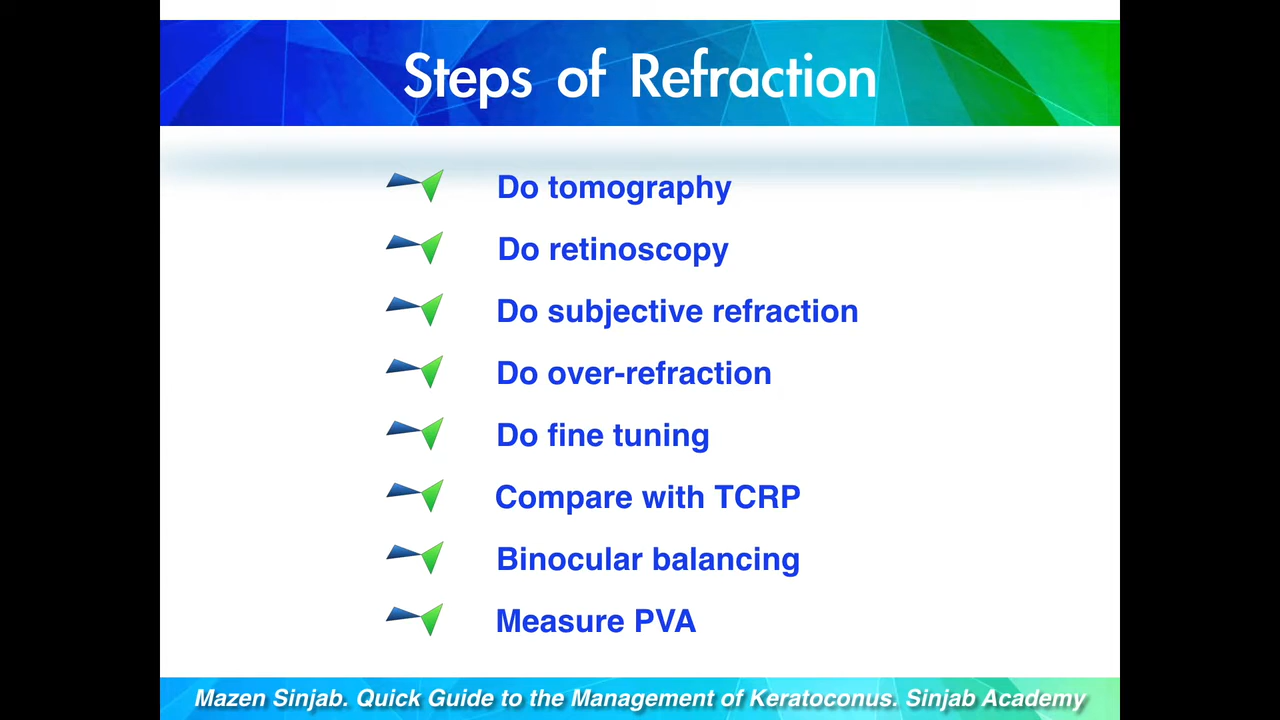 Steps of Refraction
Do tomography
Do retinoscopy
Do subjective refraction
Do over-refraction
Do fine tuning
Compare with TCRP
Binocular balancing
Measure PVA
Mazen Sinjab. Quick Guide to the Management of Keratoconus. Sinjab Academy